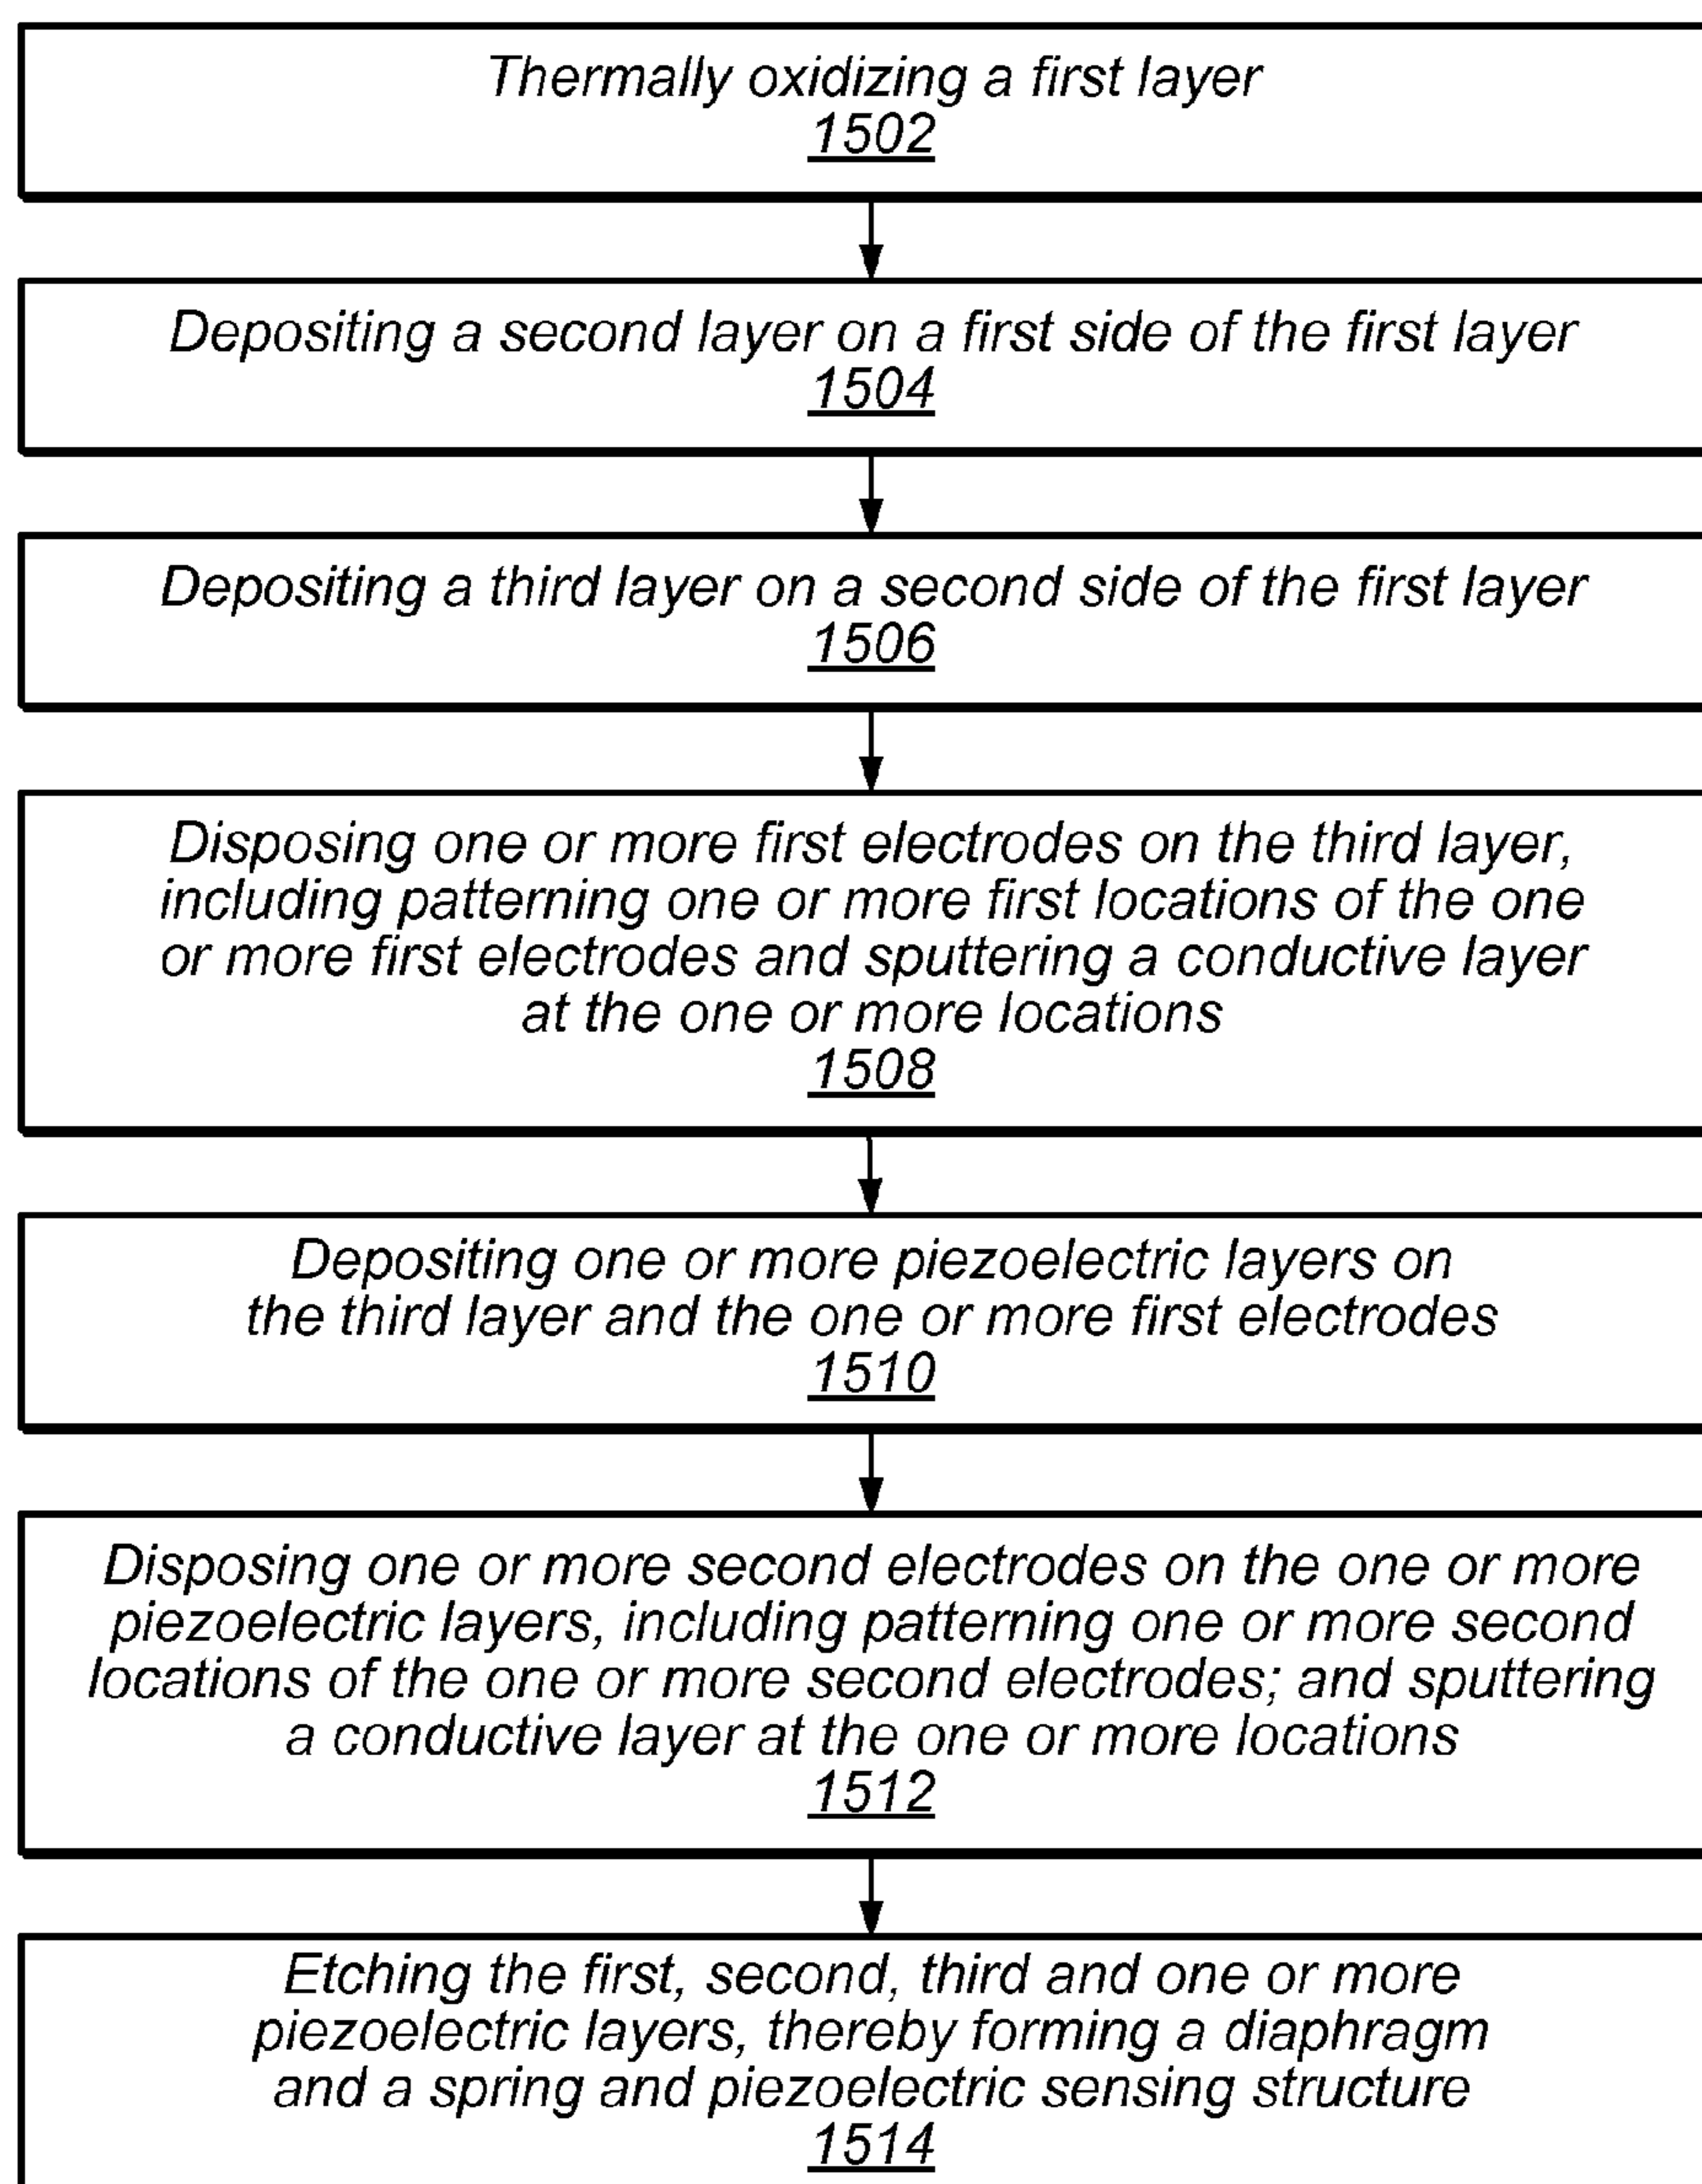 Thermally oxidizing a first layer
1502
Depositing a second layer on a first side of the first layer
1504
Depositing a third layer on a second side of the first layer
1506
Disposing one or more first electrodes on the third layer,
including patterning one or more first locations of the one
or more first electrodes and sputtering a conductive layer
at the one or more locations
1508
Depositing one or more piezoelectric layers on
the third layer and the one or more first electrodes
1510
Disposing one or more second electrodes on the one or more
piezoelectric layers, including patterning one or more second
locations of the one or more second electrodes; and sputtering
a conductive layer at the one or more locations
1512
Etching the first, second, third and one or more
piezoelectric layers, thereby forming a diaphragm
and a spring and piezoelectric sensing structure
1514